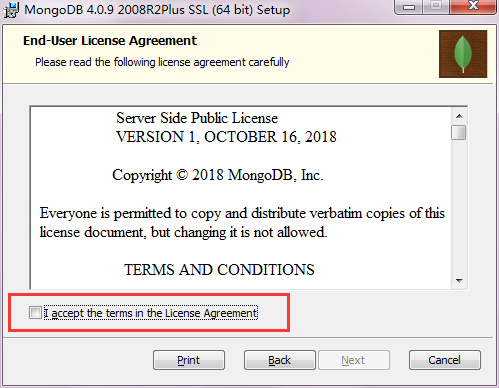 MongoDB 4.0.9 2008R2Plus SSL (64 bit) Setup
End-User License Agreement
Please read the following license agreement carefully
Server Side Public License
VERSION 1, OCTOBER 16, 2018
Copyright © 2018 MongoDB, Inc.
Everyone is permitted to copy and distribute verbatim copies of this
license document, but changing it is not allowed.
TERMS AND CONDITIONS
I accept the terms in the License Agreement
Print Back Next Cancel